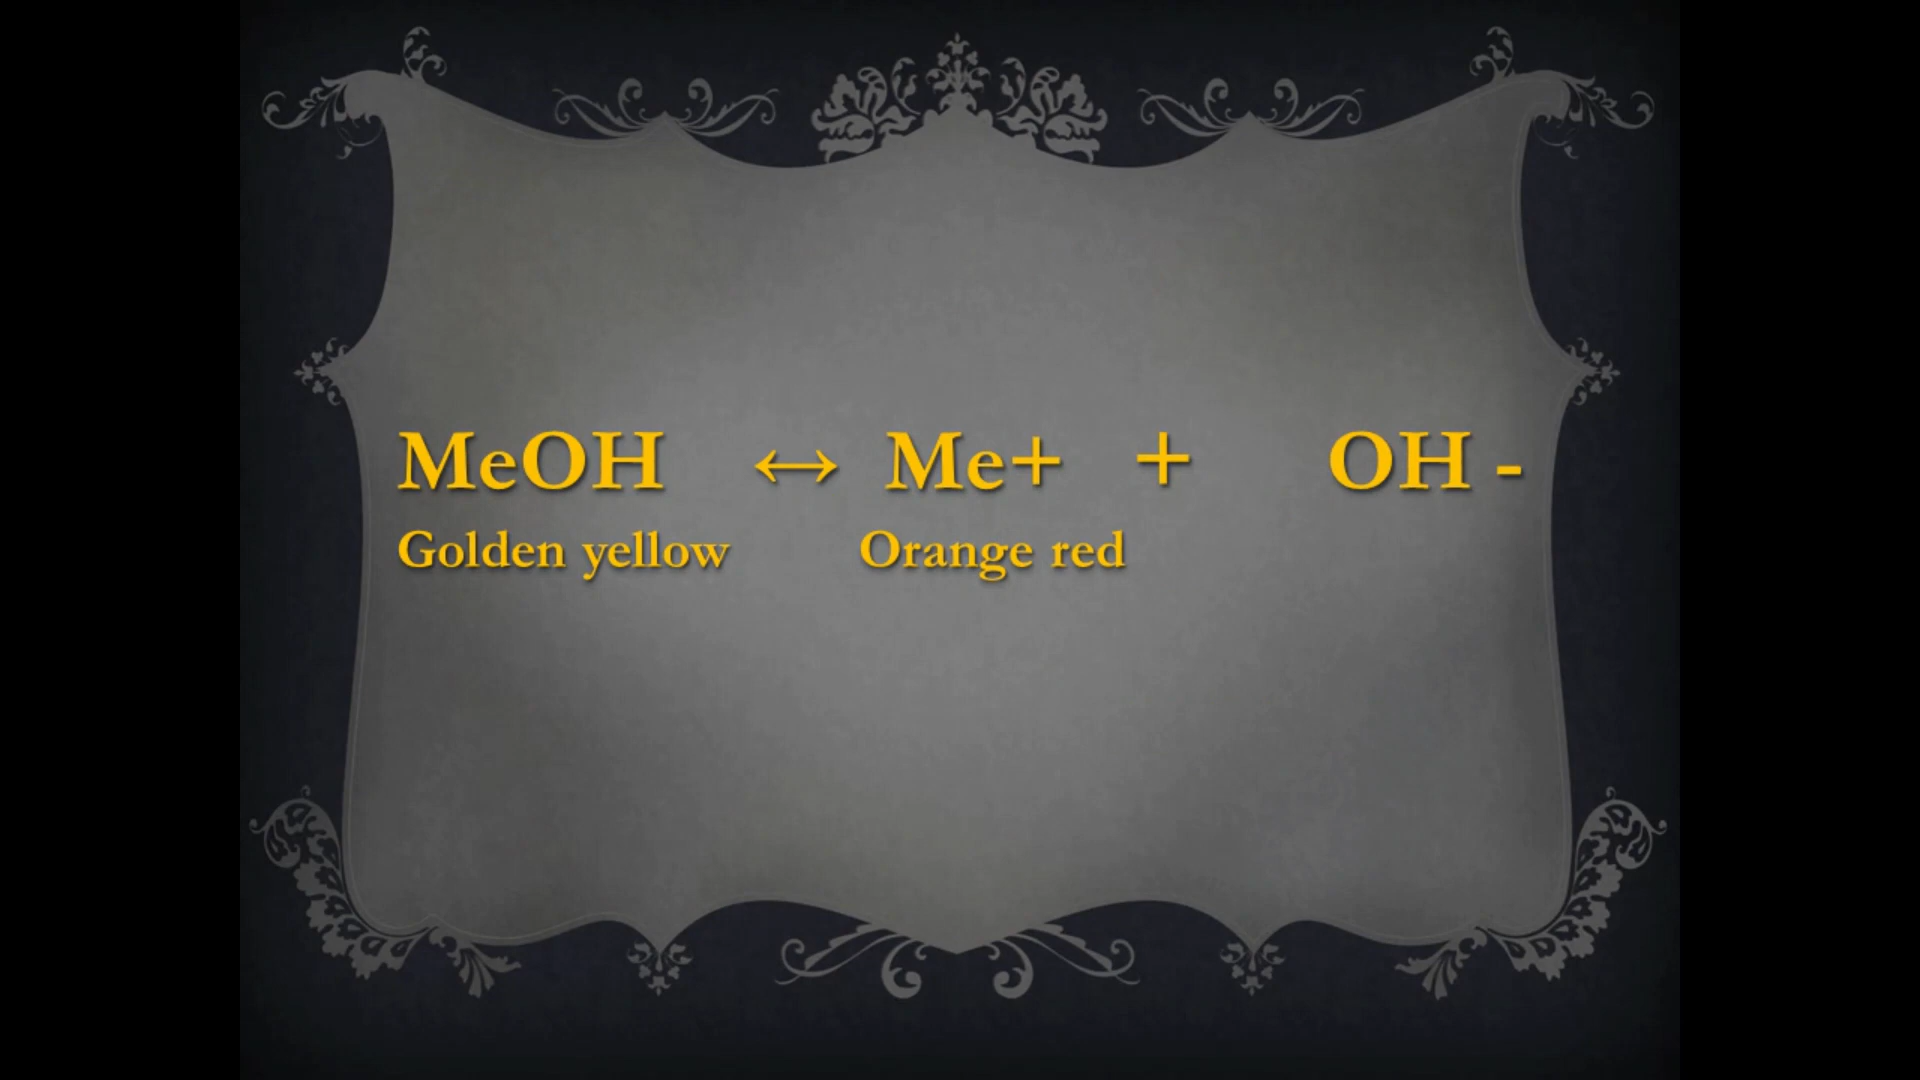 MeOH ↔ Me+ + OH -
Golden yellow Orange red